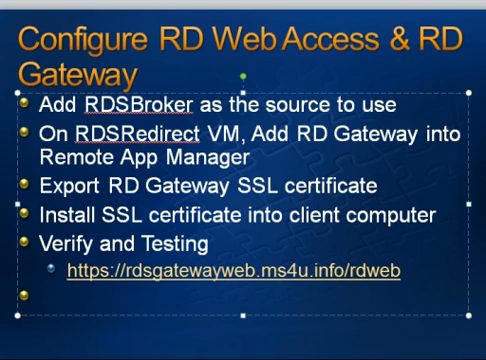 Configure RD Web Access & RD
Gateway
Add RDSBroker as the source to use
On RDSRedirect VM, Add RD Gateway into
Remote App Manager
Export RD Gateway SSL certificate
Install SSL certificate into client computer
Verify and Testing
https://rdsgatewayweb.ms4u.info/rdweb